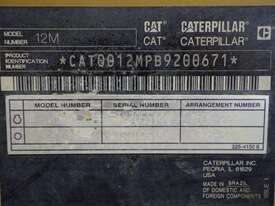 MODEL NUMBER 12M
CAT® CATERPILLAR®
CAT® CATERPILLAR®
PRODUCT IDENTIFICATION NUMBER
*CAT0012MPB9200671*
MODEL NUMBER SERIAL NUMBER ARRANGEMENT NUMBER
CATERPILLAR INC.
PEORIA, IL 61629
USA
MADE IN BRAZIL
OF DOMESTIC AND
FOREIGN COMPONENTS